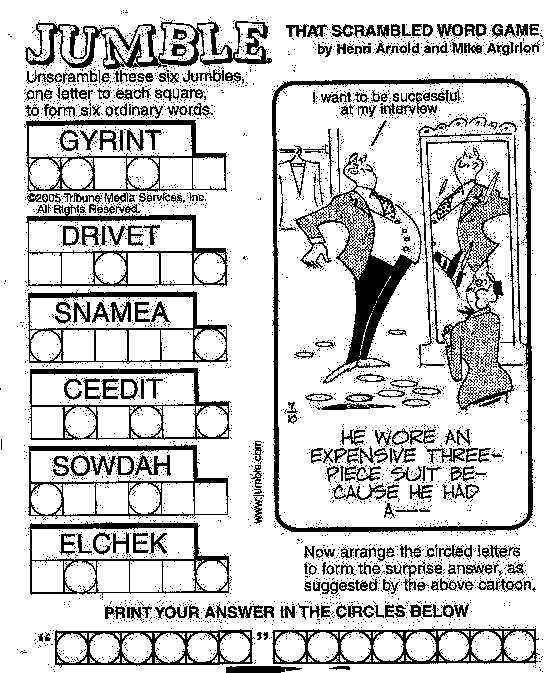 JUMBLE
THAT SCRAMBLED WORD GAME
by Henri Arnold and Mike Argirion
Unscramble these six Jumbles,
one letter to each square,
to form six ordinary words.
GYRINT
©2005 Tribune Media Services, Inc.
All Rights Reserved.
DRIVET
SNAMEA
CEEDIT
SOWDAH
ELCHEK
www.jumble.com
I want to be successful
at my interview
HE WORE AN
EXPENSIVE THREE-
PIECE SUIT BE-
CAUSE HE HAD
A——
Now arrange the circled letters
to form the surprise answer, as
suggested by the above cartoon.
PRINT YOUR ANSWER IN THE CIRCLES BELOW
“ ”